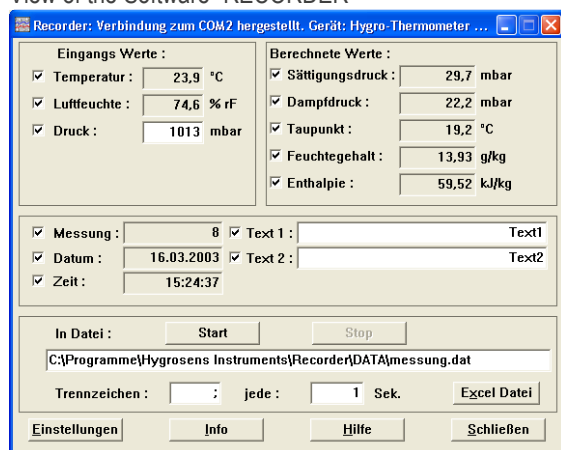 View of the Software "RECORDER"
Recorder: Verbindung zum COM2 hergestellt. Gerät: Hygro-Thermometer ...
Eingangs Werte :
Temperatur : 23,9 °C
Luftfeuchte : 74,6 % rF
Druck : 1013 mbar
Berechnete Werte :
Sättigungsdruck : 29,7 mbar
Dampfdruck : 22,2 mbar
Taupunkt : 19,2 °C
Feuchtegehalt : 13,93 g/kg
Enthalpie : 59,52 kJ/kg
Messung : 8 Text 1 : Text1
Datum : 16.03.2003 Text 2 : Text2
Zeit : 15:24:37
In Datei : Start Stop
C:\Programme\Hygrosens Instruments\Recorder\DATA\messung.dat
Trennzeichen : ; jede : 1 Sek. Excel Datei
Einstellungen Info Hilfe Schließen